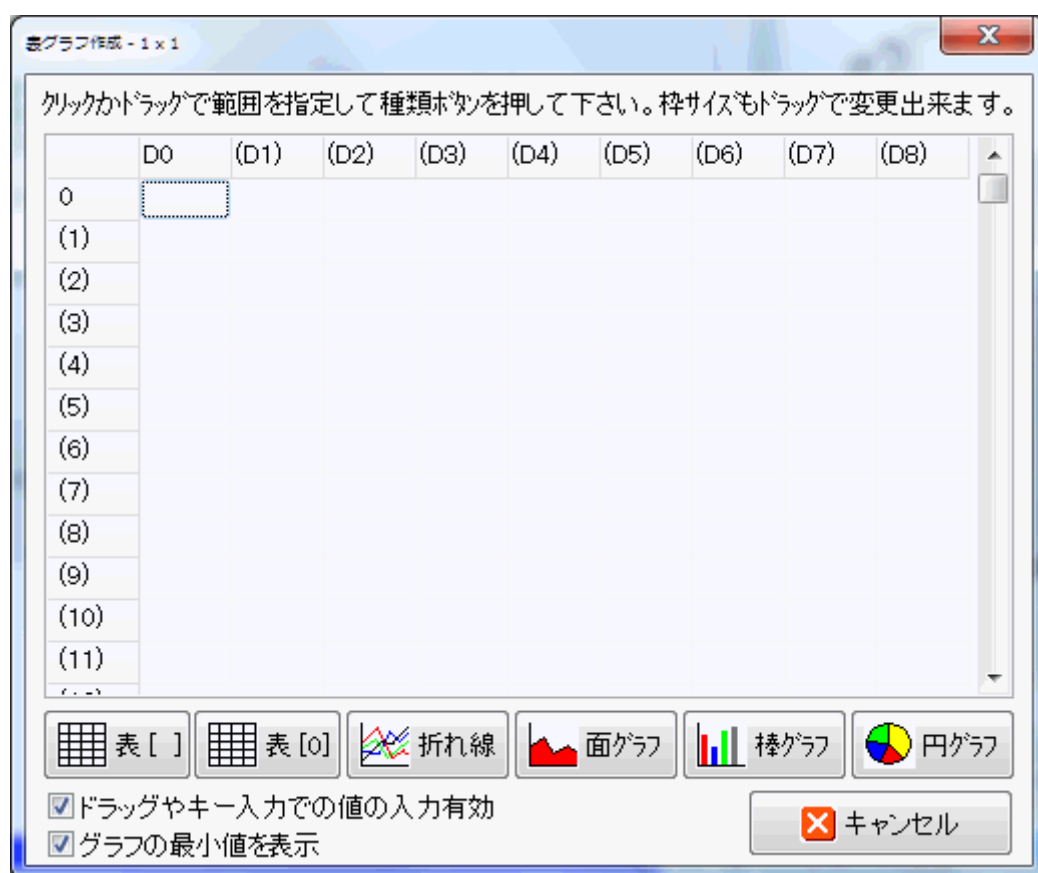 表グラフ作成 - 1 x 1
クリックかドラッグで範囲を指定して種類ボタンを押して下さい。枠サイズもドラッグで変更出来ます。
D0 (D1) (D2) (D3) (D4) (D5) (D6) (D7) (D8)
0
(1)
(2)
(3)
(4)
(5)
(6)
(7)
(8)
(9)
(10)
(11)
表 [ ] 表 [0] 折れ線 面グラフ 棒グラフ 円グラフ
ドラッグやキー入力での値の入力有効
グラフの最小値を表示
キャンセル